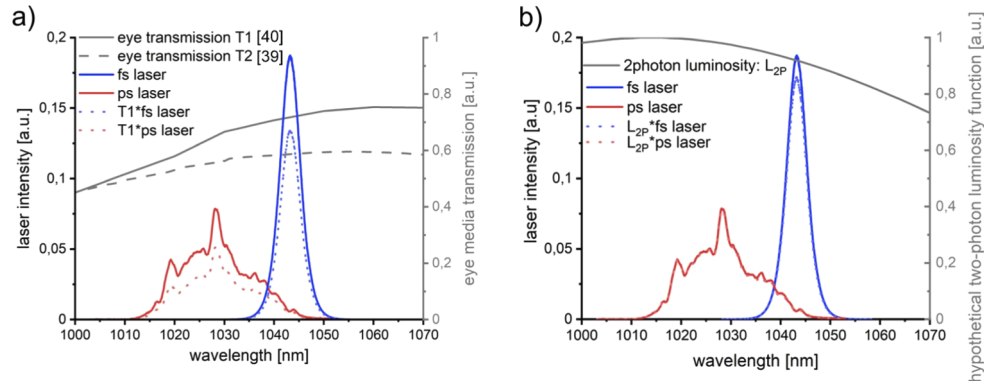 a)
eye transmission T1 [40]
eye transmission T2 [39]
fs laser
ps laser
T1*fs laser
T1*ps laser
0,2
0,15
0,1
0,05
0
laser intensity [a.u.]
1
0,8
0,6
0,4
0,2
0
eye media transmission [a.u.]
1000 1010 1020 1030 1040 1050 1060 1070
wavelength [nm]
b)
2photon luminosity: L2P
fs laser
ps laser
L2P*fs laser
L2P*ps laser
0,2
0,15
0,1
0,05
0,0
laser intensity [a.u]
1
0,8
0,6
0,4
0,2
0
hypothetical two-photon luminosity function [a.u.]
1000 1010 1020 1030 1040 1050 1060 1070
wavelength [nm]